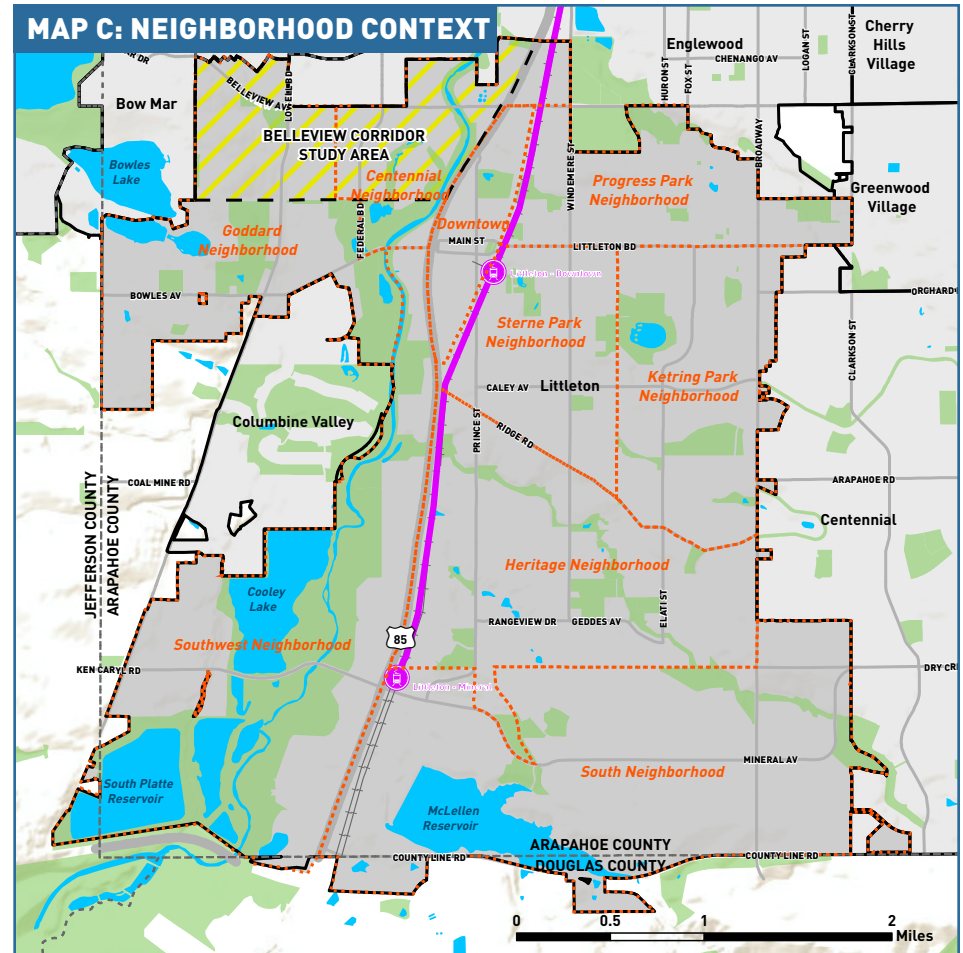 MAP C: NEIGHBORHOOD CONTEXT
Englewood
Cherry
Hills
Village
CHENANGO AV
HURON ST
FOX ST
LOGAN ST
CLARKSON ST
Bow Mar
BELLEVIEW AV
BELLEVIEW CORRIDOR
STUDY AREA
Bowles
Lake
Centennial
Neighborhood
WINDEMERE ST
BROADWAY
Progress Park
Neighborhood
Greenwood
Village
Goddard
Neighborhood
FEDERAL BD
Downtown
MAIN ST
LITTLETON BD
Littleton - Downtown
BOWLES AV
ORCHARD
Sterne Park
Neighborhood
CLARKSON ST
CALEY AV
Littleton
Ketring Park
Neighborhood
Columbine Valley
PRINCE ST
RIDGE RD
COAL MINE RD
ARAPAHOE RD
JEFFERSON COUNTY
ARAPAHOE COUNTY
Centennial
Heritage Neighborhood
Cooley
Lake
RANGEVIEW DR
GEDDES AV
ELATI ST
85
Southwest Neighborhood
KEN CARYL RD
DRY CR
Littleton - Mineral
MINERAL AV
South Neighborhood
South Platte
Reservoir
McLellen
Reservoir
ARAPAHOE COUNTY
DOUGLAS COUNTY
COUNTY LINE RD
COUNTY LINE RD
0
0.5
1
2
Miles